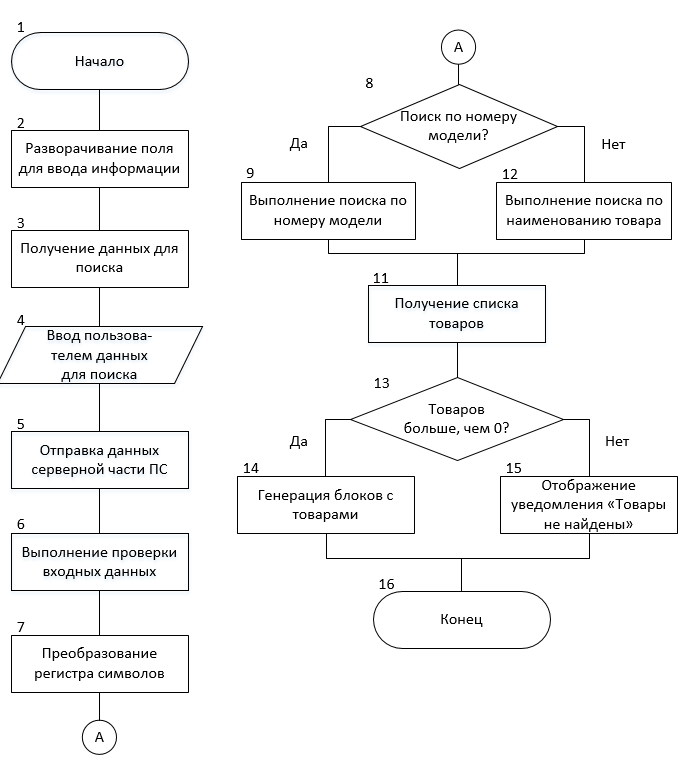 1
Начало
2
Разворачивание поля
для ввода информации
3
Получение данных для
поиска
4
Ввод пользова-
телем данных
для поиска
5
Отправка данных
серверной части ПС
6
Выполнение проверки
входных данных
7
Преобразование
регистра символов
А
А
8
Поиск по номеру
модели?
Да
Нет
9
Выполнение поиска по
номеру модели
12
Выполнение поиска по
наименованию товара
11
Получение списка
товаров
13
Товаров
больше, чем 0?
Да
Нет
14
Генерация блоков с
товарами
15
Отображение
уведомления «Товары
не найдены»
16
Конец